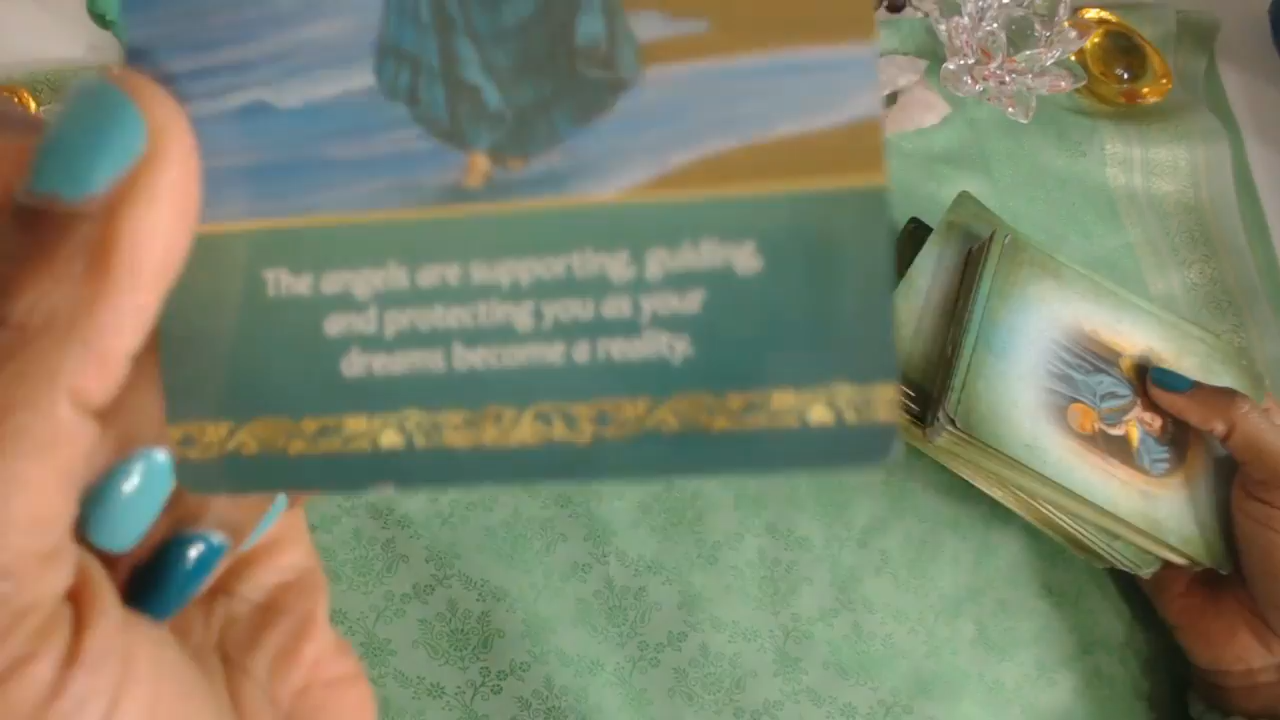 The angels are supporting, guiding,
and protecting you as your
dreams become a reality.